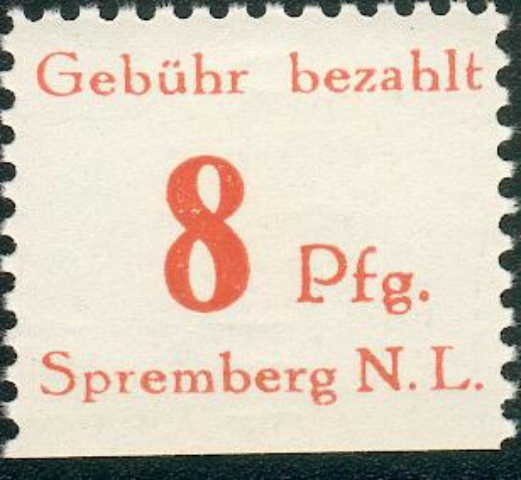 Gebühr bezahlt
8 Pfg.
Spremberg N. L.